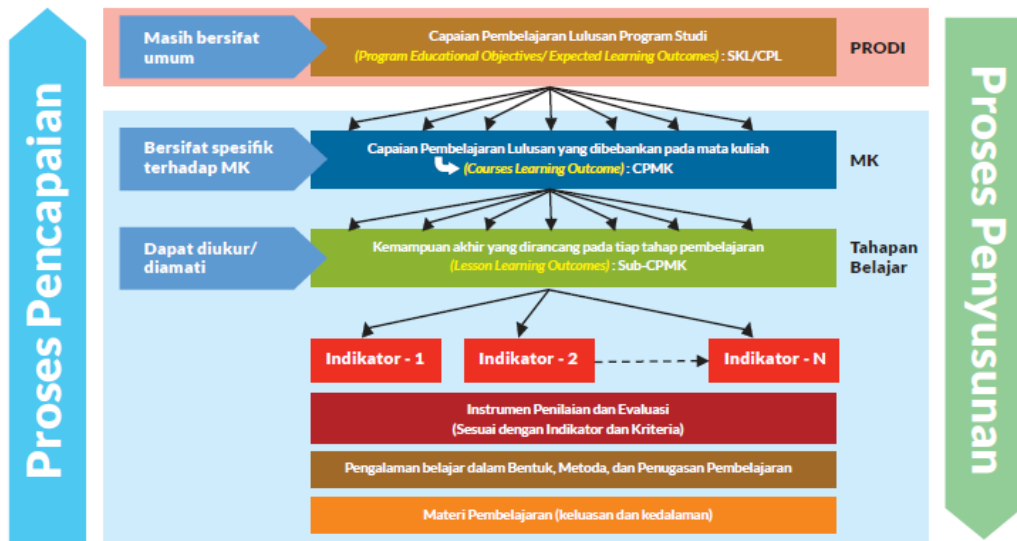 Proses Pencapaian
Masih bersifat
umum
Capaian Pembelajaran Lulusan Program Studi
(Program Educational Objectives/ Expected Learning Outcomes) : SKL/CPL
PRODI
Bersifat spesifik
terhadap MK
Capaian Pembelajaran Lulusan yang dibebankan pada mata kuliah
(Courses Learning Outcome) : CPMK
MK
Dapat diukur/
diamati
Kemampuan akhir yang dirancang pada tiap tahap pembelajaran
(Lesson Learning Outcomes) : Sub-CPMK
Tahapan
Belajar
Indikator - 1
Indikator - 2
Indikator - N
Instrumen Penilaian dan Evaluasi
(Sesuai dengan Indikator dan Kriteria)
Pengalaman belajar dalam Bentuk, Metoda, dan Penugasan Pembelajaran
Materi Pembelajaran (keluasan dan kedalaman)
Proses Penyusunan